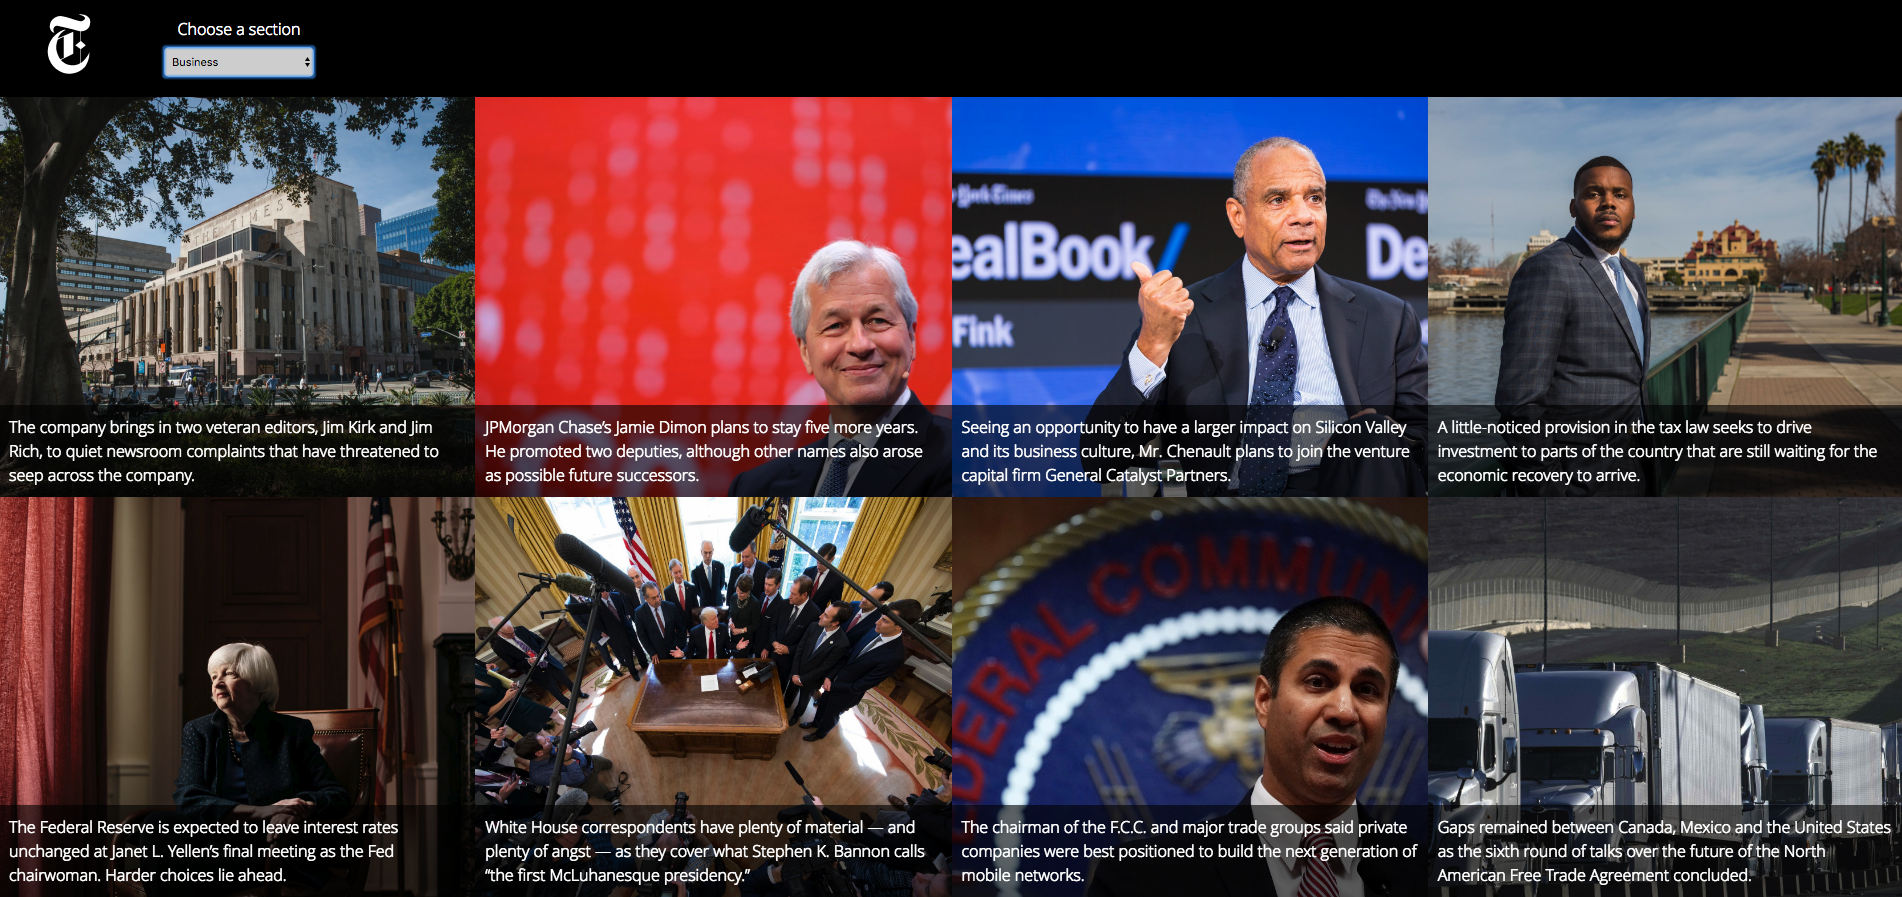 T
Choose a section
Business
THE TIMES
The company brings in two veteran editors, Jim Kirk and Jim
Rich, to quiet newsroom complaints that have threatened to
seep across the company.
JPMorgan Chase’s Jamie Dimon plans to stay five more years.
He promoted two deputies, although other names also arose
as possible future successors.
York Times
ealBook/
De
Fink
Seeing an opportunity to have a larger impact on Silicon Valley
and its business culture, Mr. Chenault plans to join the venture
capital firm General Catalyst Partners.
A little-noticed provision in the tax law seeks to drive
investment to parts of the country that are still waiting for the
economic recovery to arrive.
The Federal Reserve is expected to leave interest rates
unchanged at Janet L. Yellen’s final meeting as the Fed
chairwoman. Harder choices lie ahead.
White House correspondents have plenty of material — and
plenty of angst — as they cover what Stephen K. Bannon calls
“the first McLuhanesque presidency.”
DERAL COMMUNI
The chairman of the F.C.C. and major trade groups said private
companies were best positioned to build the next generation of
mobile networks.
Gaps remained between Canada, Mexico and the United States
as the sixth round of talks over the future of the North
American Free Trade Agreement concluded.